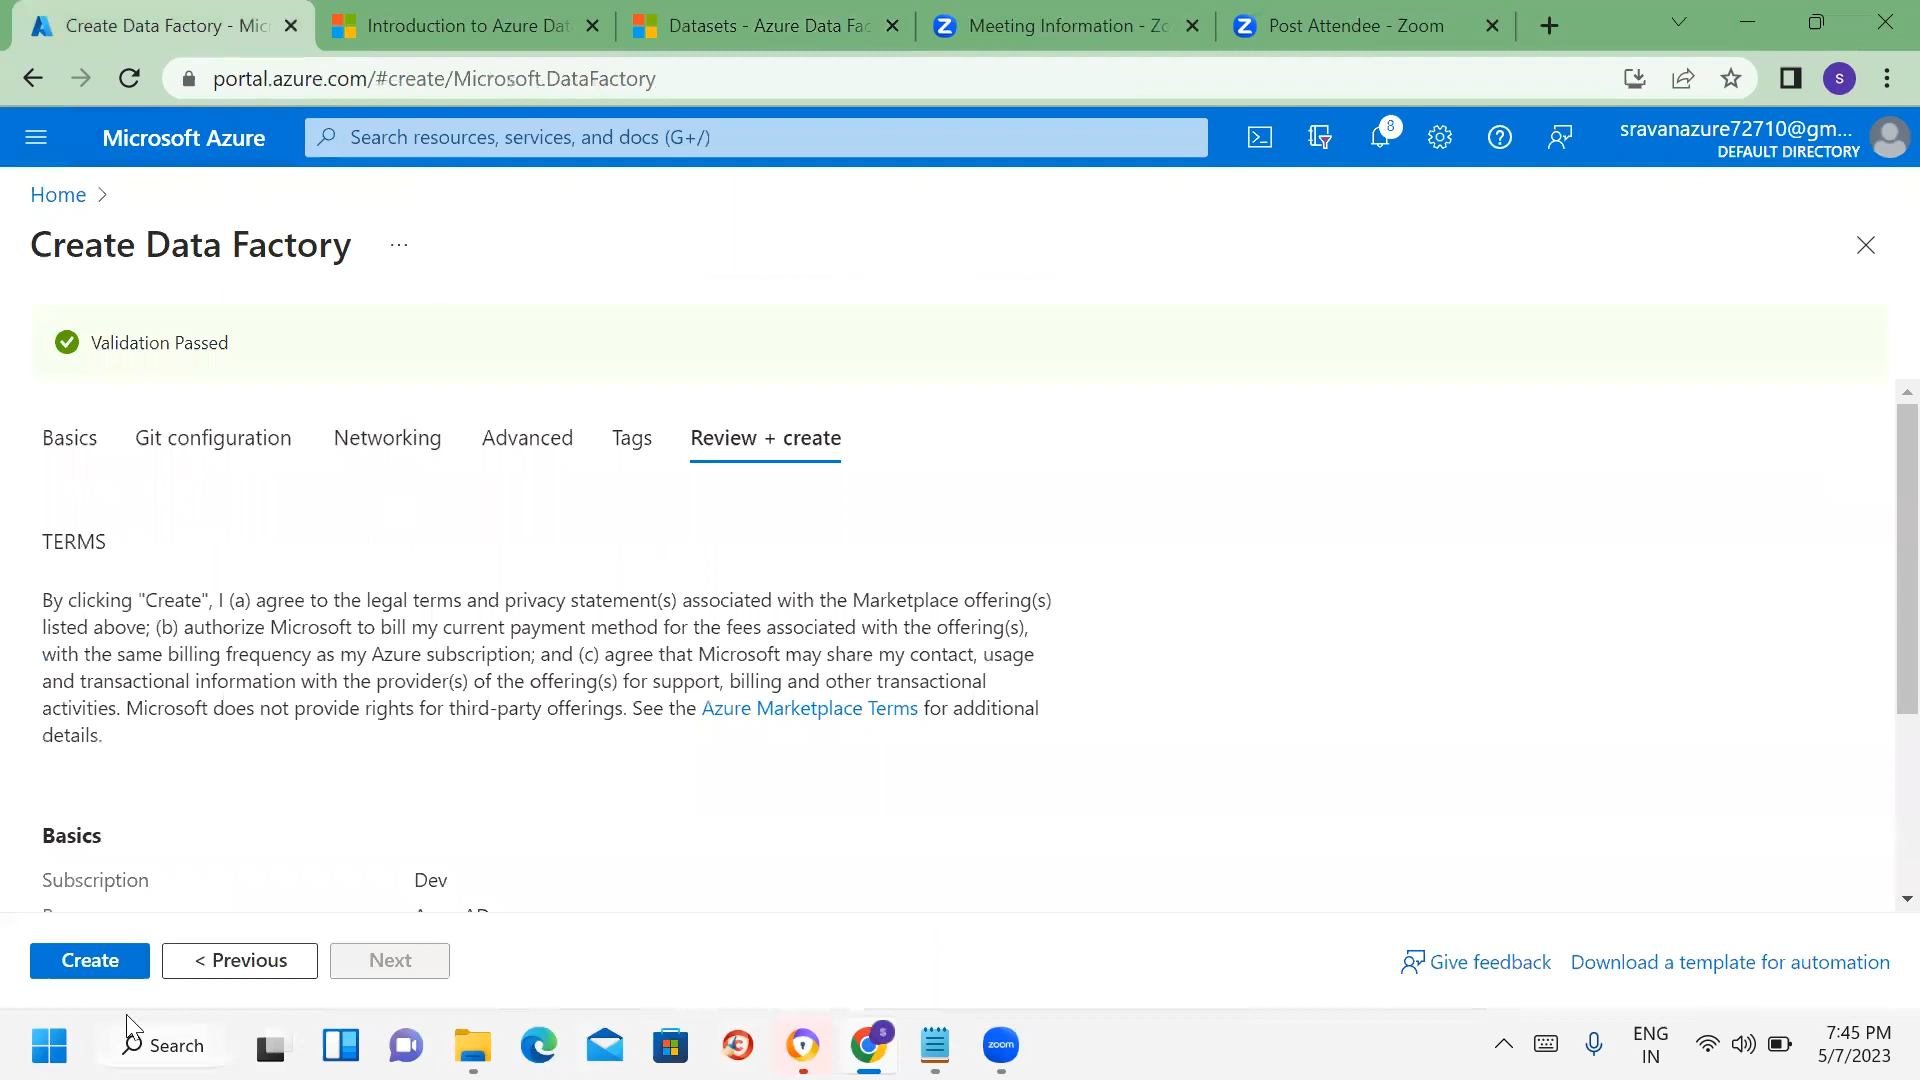 Create Data Factory - Mic
Introduction to Azure Dat
Datasets - Azure Data Fac
Meeting Information - Zo
Post Attendee - Zoom
portal.azure.com/#create/Microsoft.DataFactory
S
Microsoft Azure
Search resources, services, and docs (G+/)
8
sravanazure72710@gm...
DEFAULT DIRECTORY
Home
Create Data Factory
Validation Passed
Basics
Git configuration
Networking
Advanced
Tags
Review + create
TERMS
By clicking "Create", I (a) agree to the legal terms and privacy statement(s) associated with the Marketplace offering(s)
listed above; (b) authorize Microsoft to bill my current payment method for the fees associated with the offering(s),
with the same billing frequency as my Azure subscription; and (c) agree that Microsoft may share my contact, usage
and transactional information with the provider(s) of the offering(s) for support, billing and other transactional
activities. Microsoft does not provide rights for third-party offerings. See the Azure Marketplace Terms for additional
details.
Basics
Subscription
Dev
Create
< Previous
Next
Give feedback
Download a template for automation
Search
zoom
ENG
IN
7:45 PM
5/7/2023